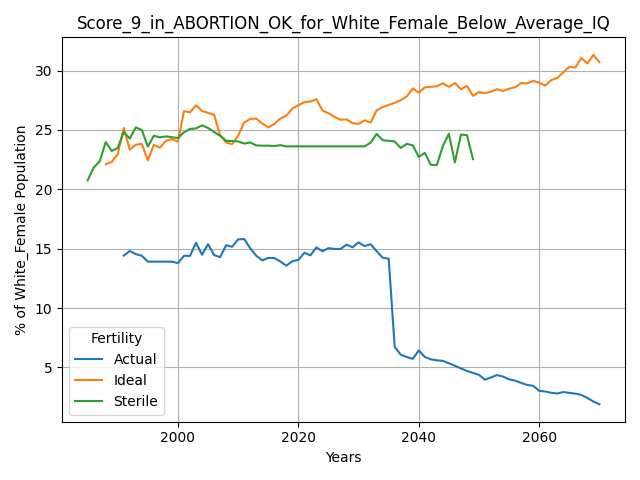 Score_9_in_ABORTION_OK_for_White_Female_Below_Average_IQ
% of White_Female Population
30
25
20
15
10
5
Fertility
Actual
Ideal
Sterile
2000
2020
2040
2060
Years